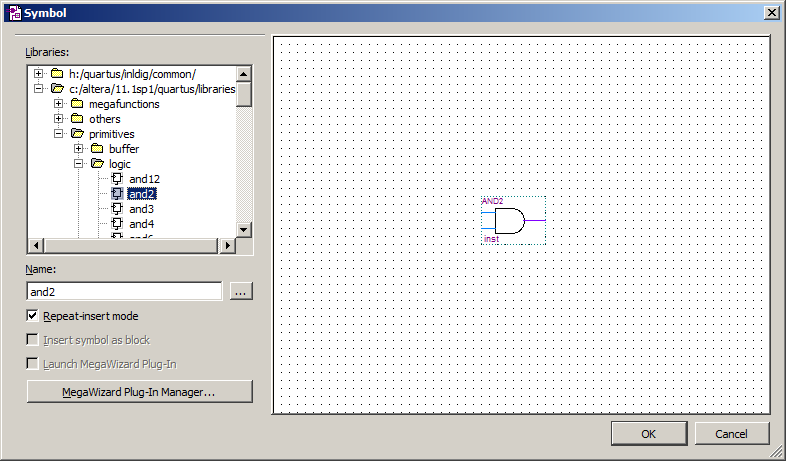 Symbol
Libraries:
h:/quartus/inldig/common/
c:/altera/11.1sp1/quartus/libraries
megafunctions
others
primitives
buffer
logic
and12
and2
and3
and4
Name:
and2
...
Repeat-insert mode
Insert symbol as block
Launch MegaWizard Plug-In
MegaWizard Plug-In Manager...
AND2
inst
OK
Cancel